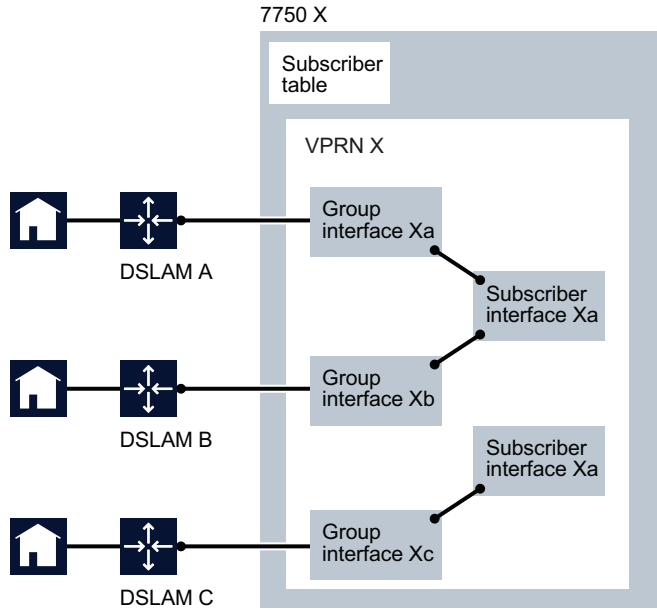 7750 X
Subscriber
table
VPRN X
Group
interface Xa
DSLAM A
Subscriber
interface Xa
Group
interface Xb
DSLAM B
Subscriber
interface Xa
Group
interface Xc
DSLAM C